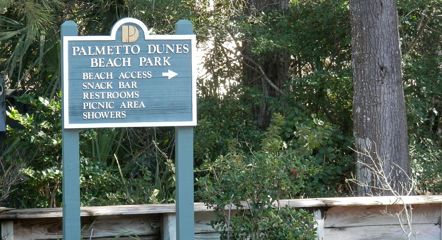 PALMETTO DUNES
BEACH PARK
BEACH ACCESS
SNACK BAR
RESTROOMS
PICNIC AREA
SHOWERS